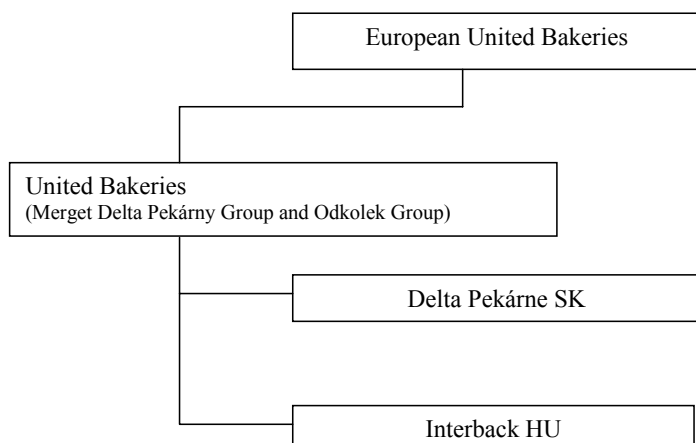 European United Bakeries
United Bakeries
(Merget Delta Pekárny Group and Odkolek Group)
Delta Pekárne SK
Interback HU